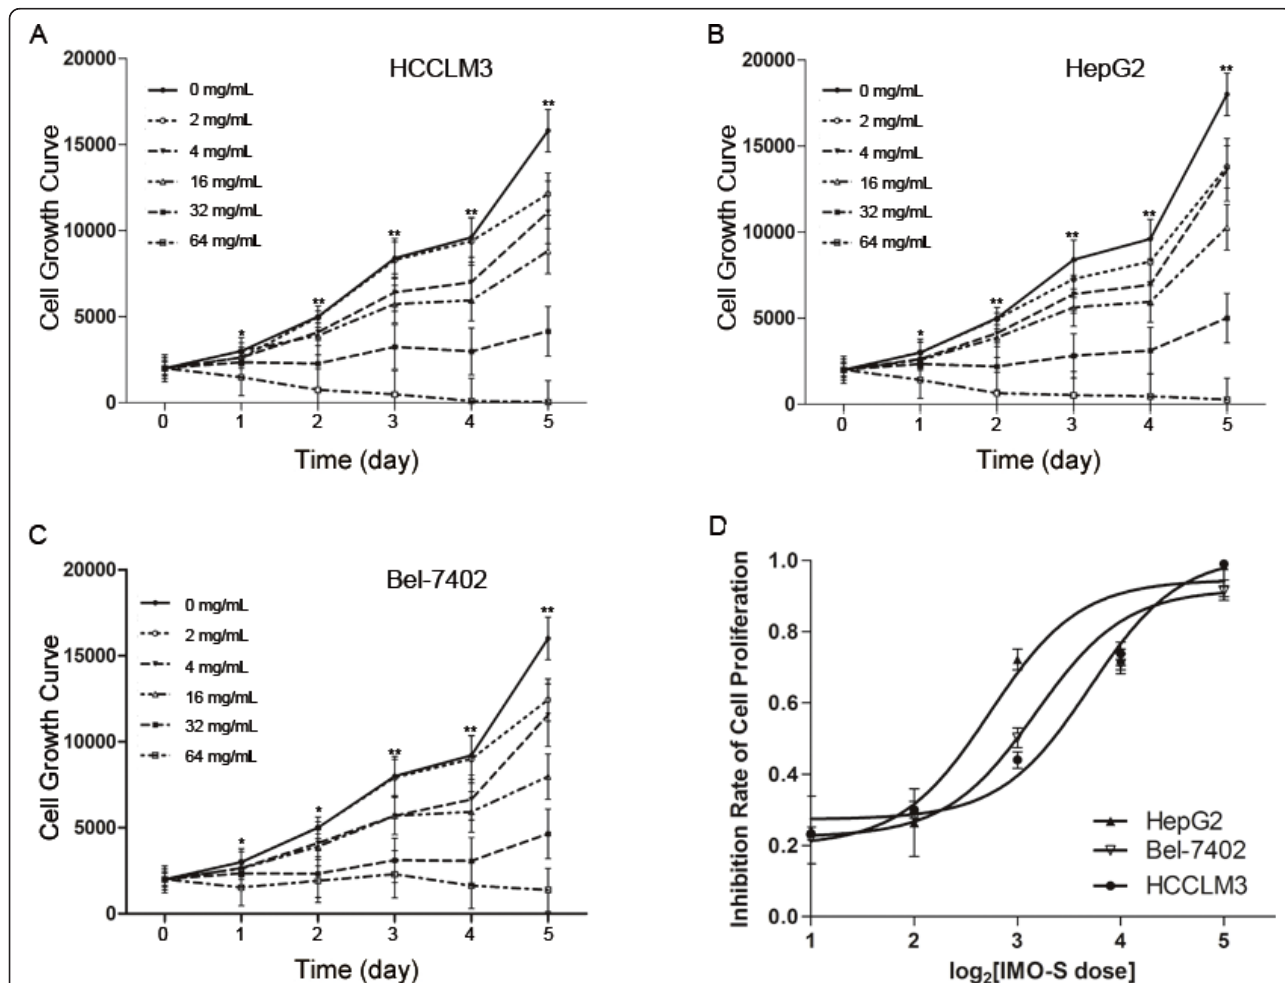 A
HCCLM3
20000
15000
10000
5000
0
Cell Growth Curve
0 mg/mL
2 mg/mL
4 mg/mL
16 mg/mL
32 mg/mL
64 mg/mL
*
**
**
**
**
0 1 2 3 4 5
Time (day)
B
HepG2
20000
15000
10000
5000
0
Cell Growth Curve
0 mg/mL
2 mg/mL
4 mg/mL
16 mg/mL
32 mg/mL
64 mg/mL
*
**
**
**
**
0 1 2 3 4 5
Time (day)
C
Bel-7402
20000
15000
10000
5000
0
Cell Growth Curve
0 mg/mL
2 mg/mL
4 mg/mL
16 mg/mL
32 mg/mL
64 mg/mL
*
*
**
**
**
0 1 2 3 4 5
Time (day)
D
1.0
0.8
0.6
0.4
0.2
0.0
Inhibition Rate of Cell Proliferation
HepG2
Bel-7402
HCCLM3
1 2 3 4 5
log₂[IMO-S dose]